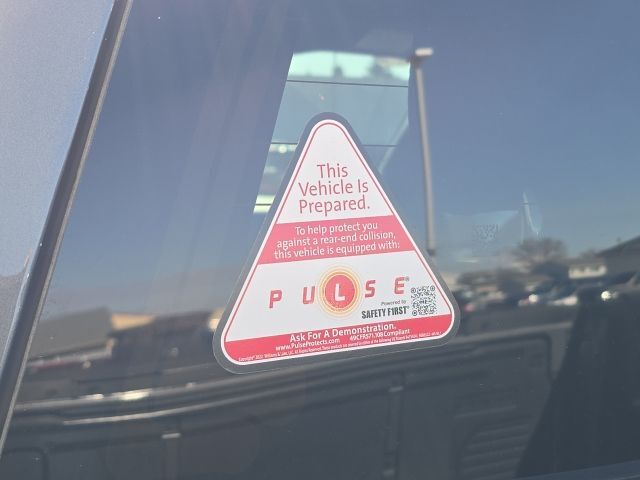 This
Vehicle Is
Prepared.
To help protect you
against a rear-end collision,
this vehicle is equipped with:
PULSE®
Powered by
SAFETY F1RST
Ask For A Demonstration.
www.PulseProtects.com 49CFR571.108 Compliant